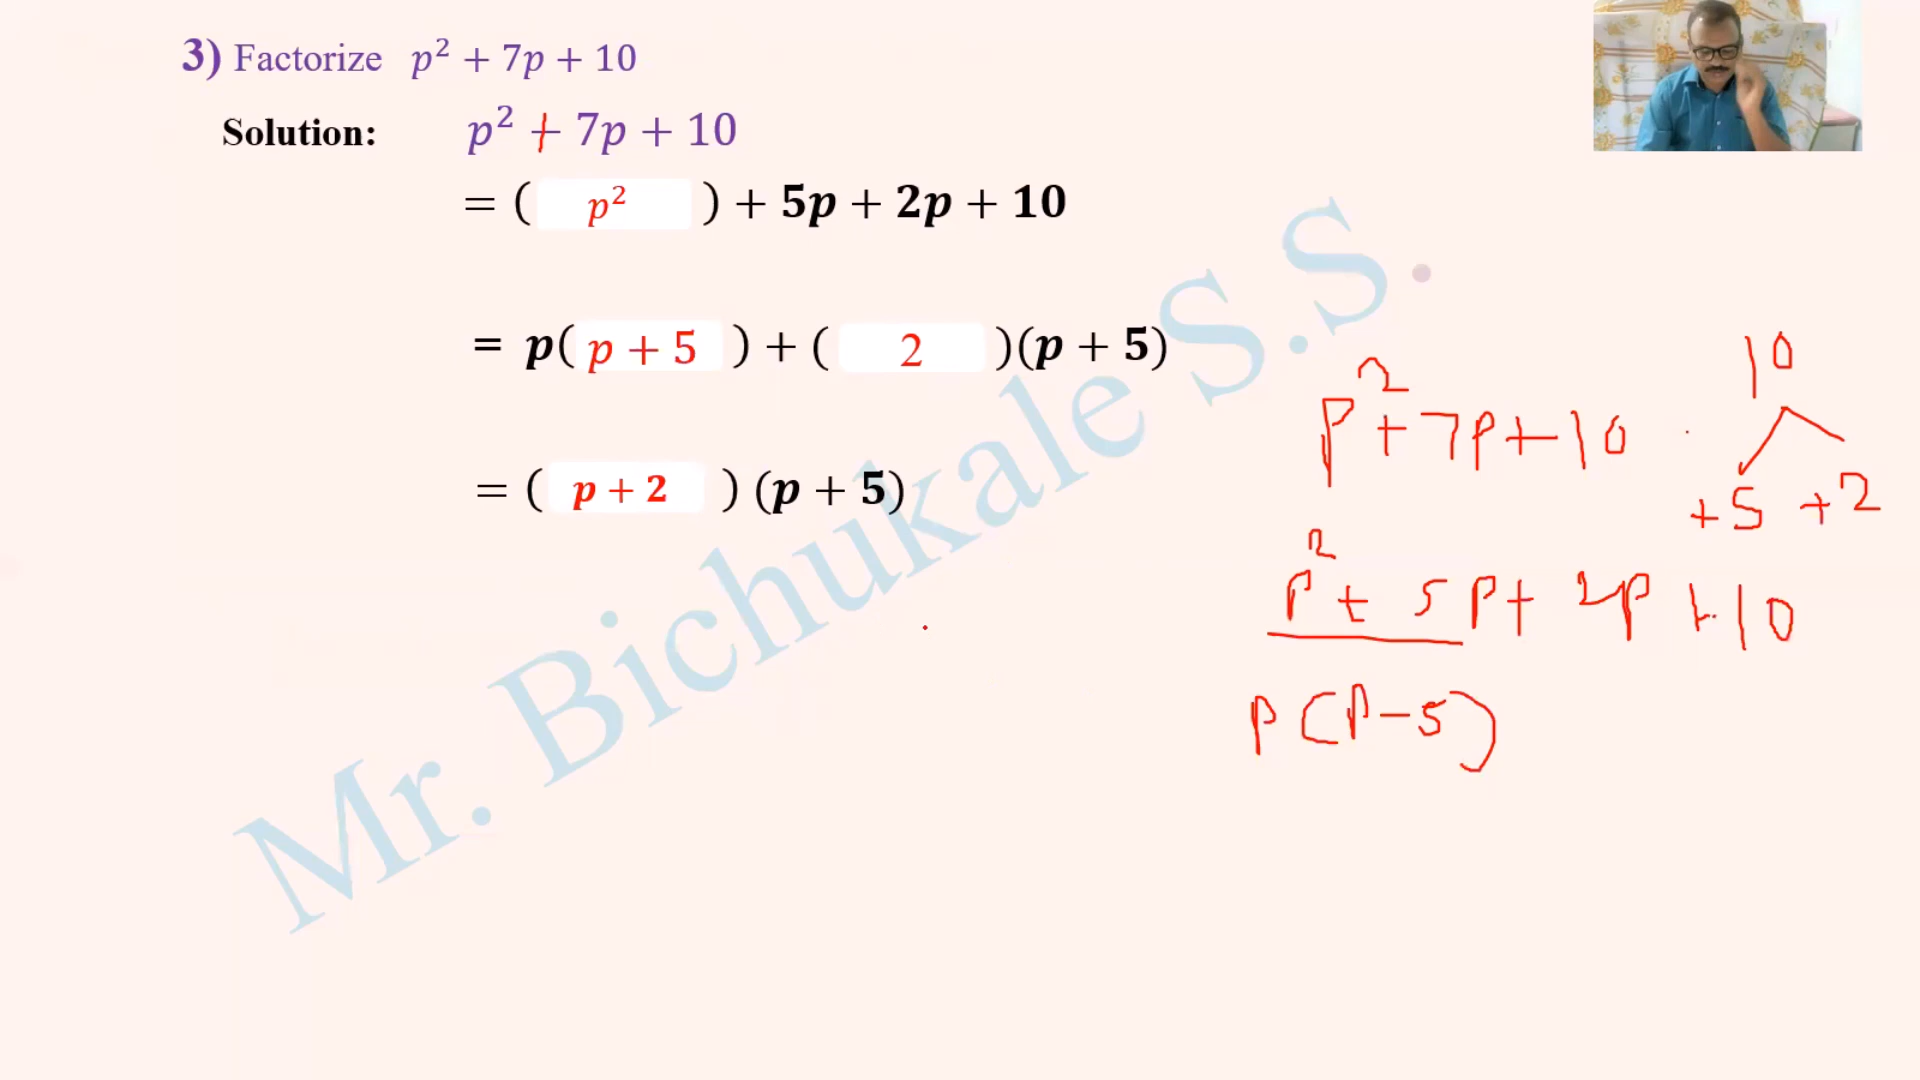 3) Factorize p² + 7p + 10
Solution: p² + 7p + 10
= ( p² ) + 5p + 2p + 10
= p( p + 5 ) + ( 2 )(p + 5)
= ( p + 2 ) (p + 5)
10
p² + 7p + 10
+5 +2
p² + 5p + 2p + 10
p(p - 5)
Mr. Bichukale S.S.